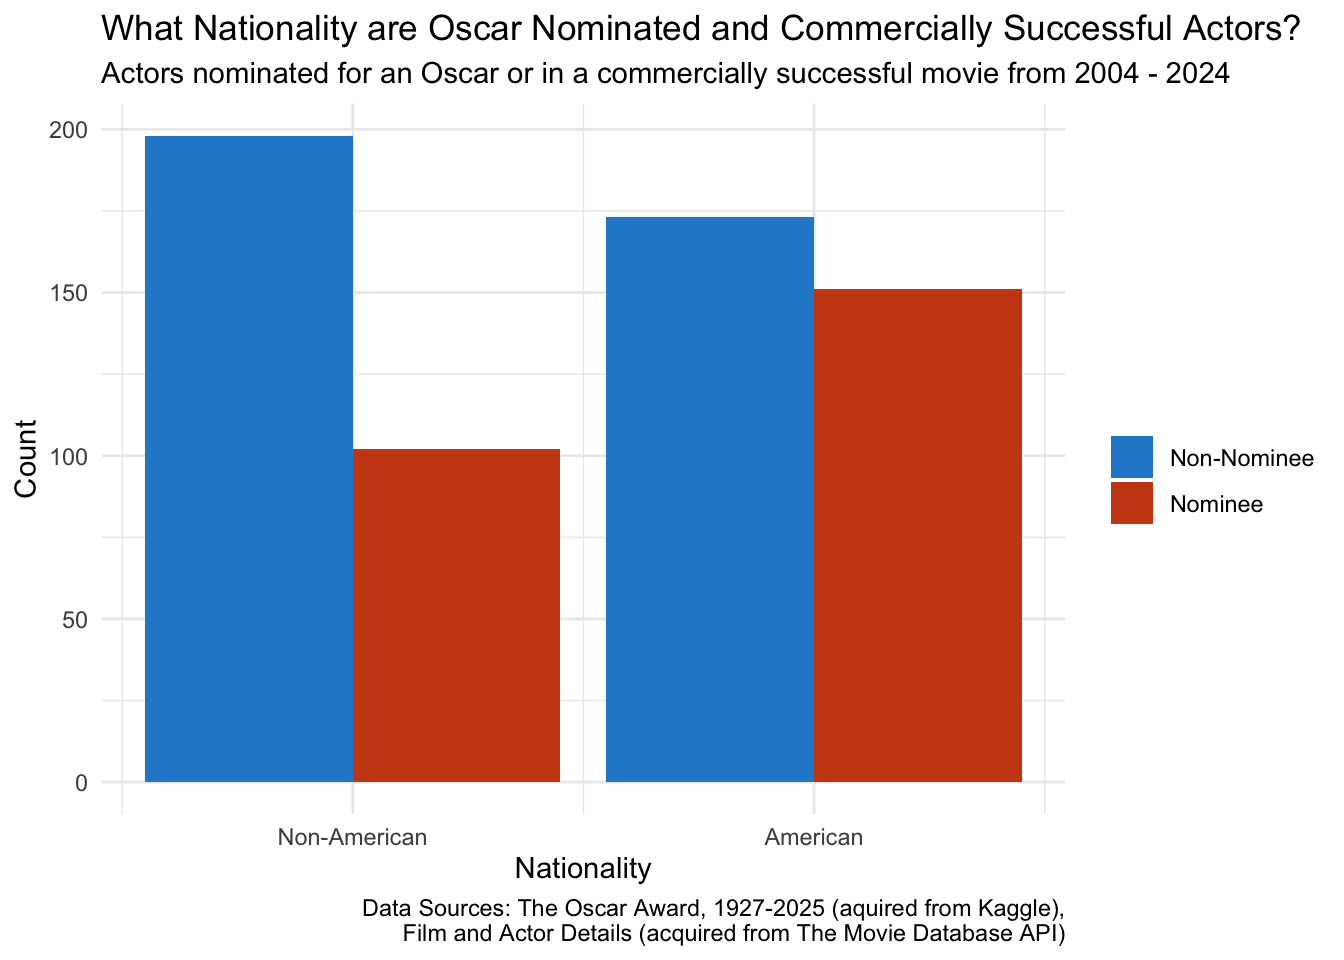 What Nationality are Oscar Nominated and Commercially Successful Actors?
Actors nominated for an Oscar or in a commercially successful movie from 2004 - 2024
200
150
100
50
0
Count
Non-American
American
Nationality
Non-Nominee
Nominee
Data Sources: The Oscar Award, 1927-2025 (aquired from Kaggle),
Film and Actor Details (acquired from The Movie Database API)